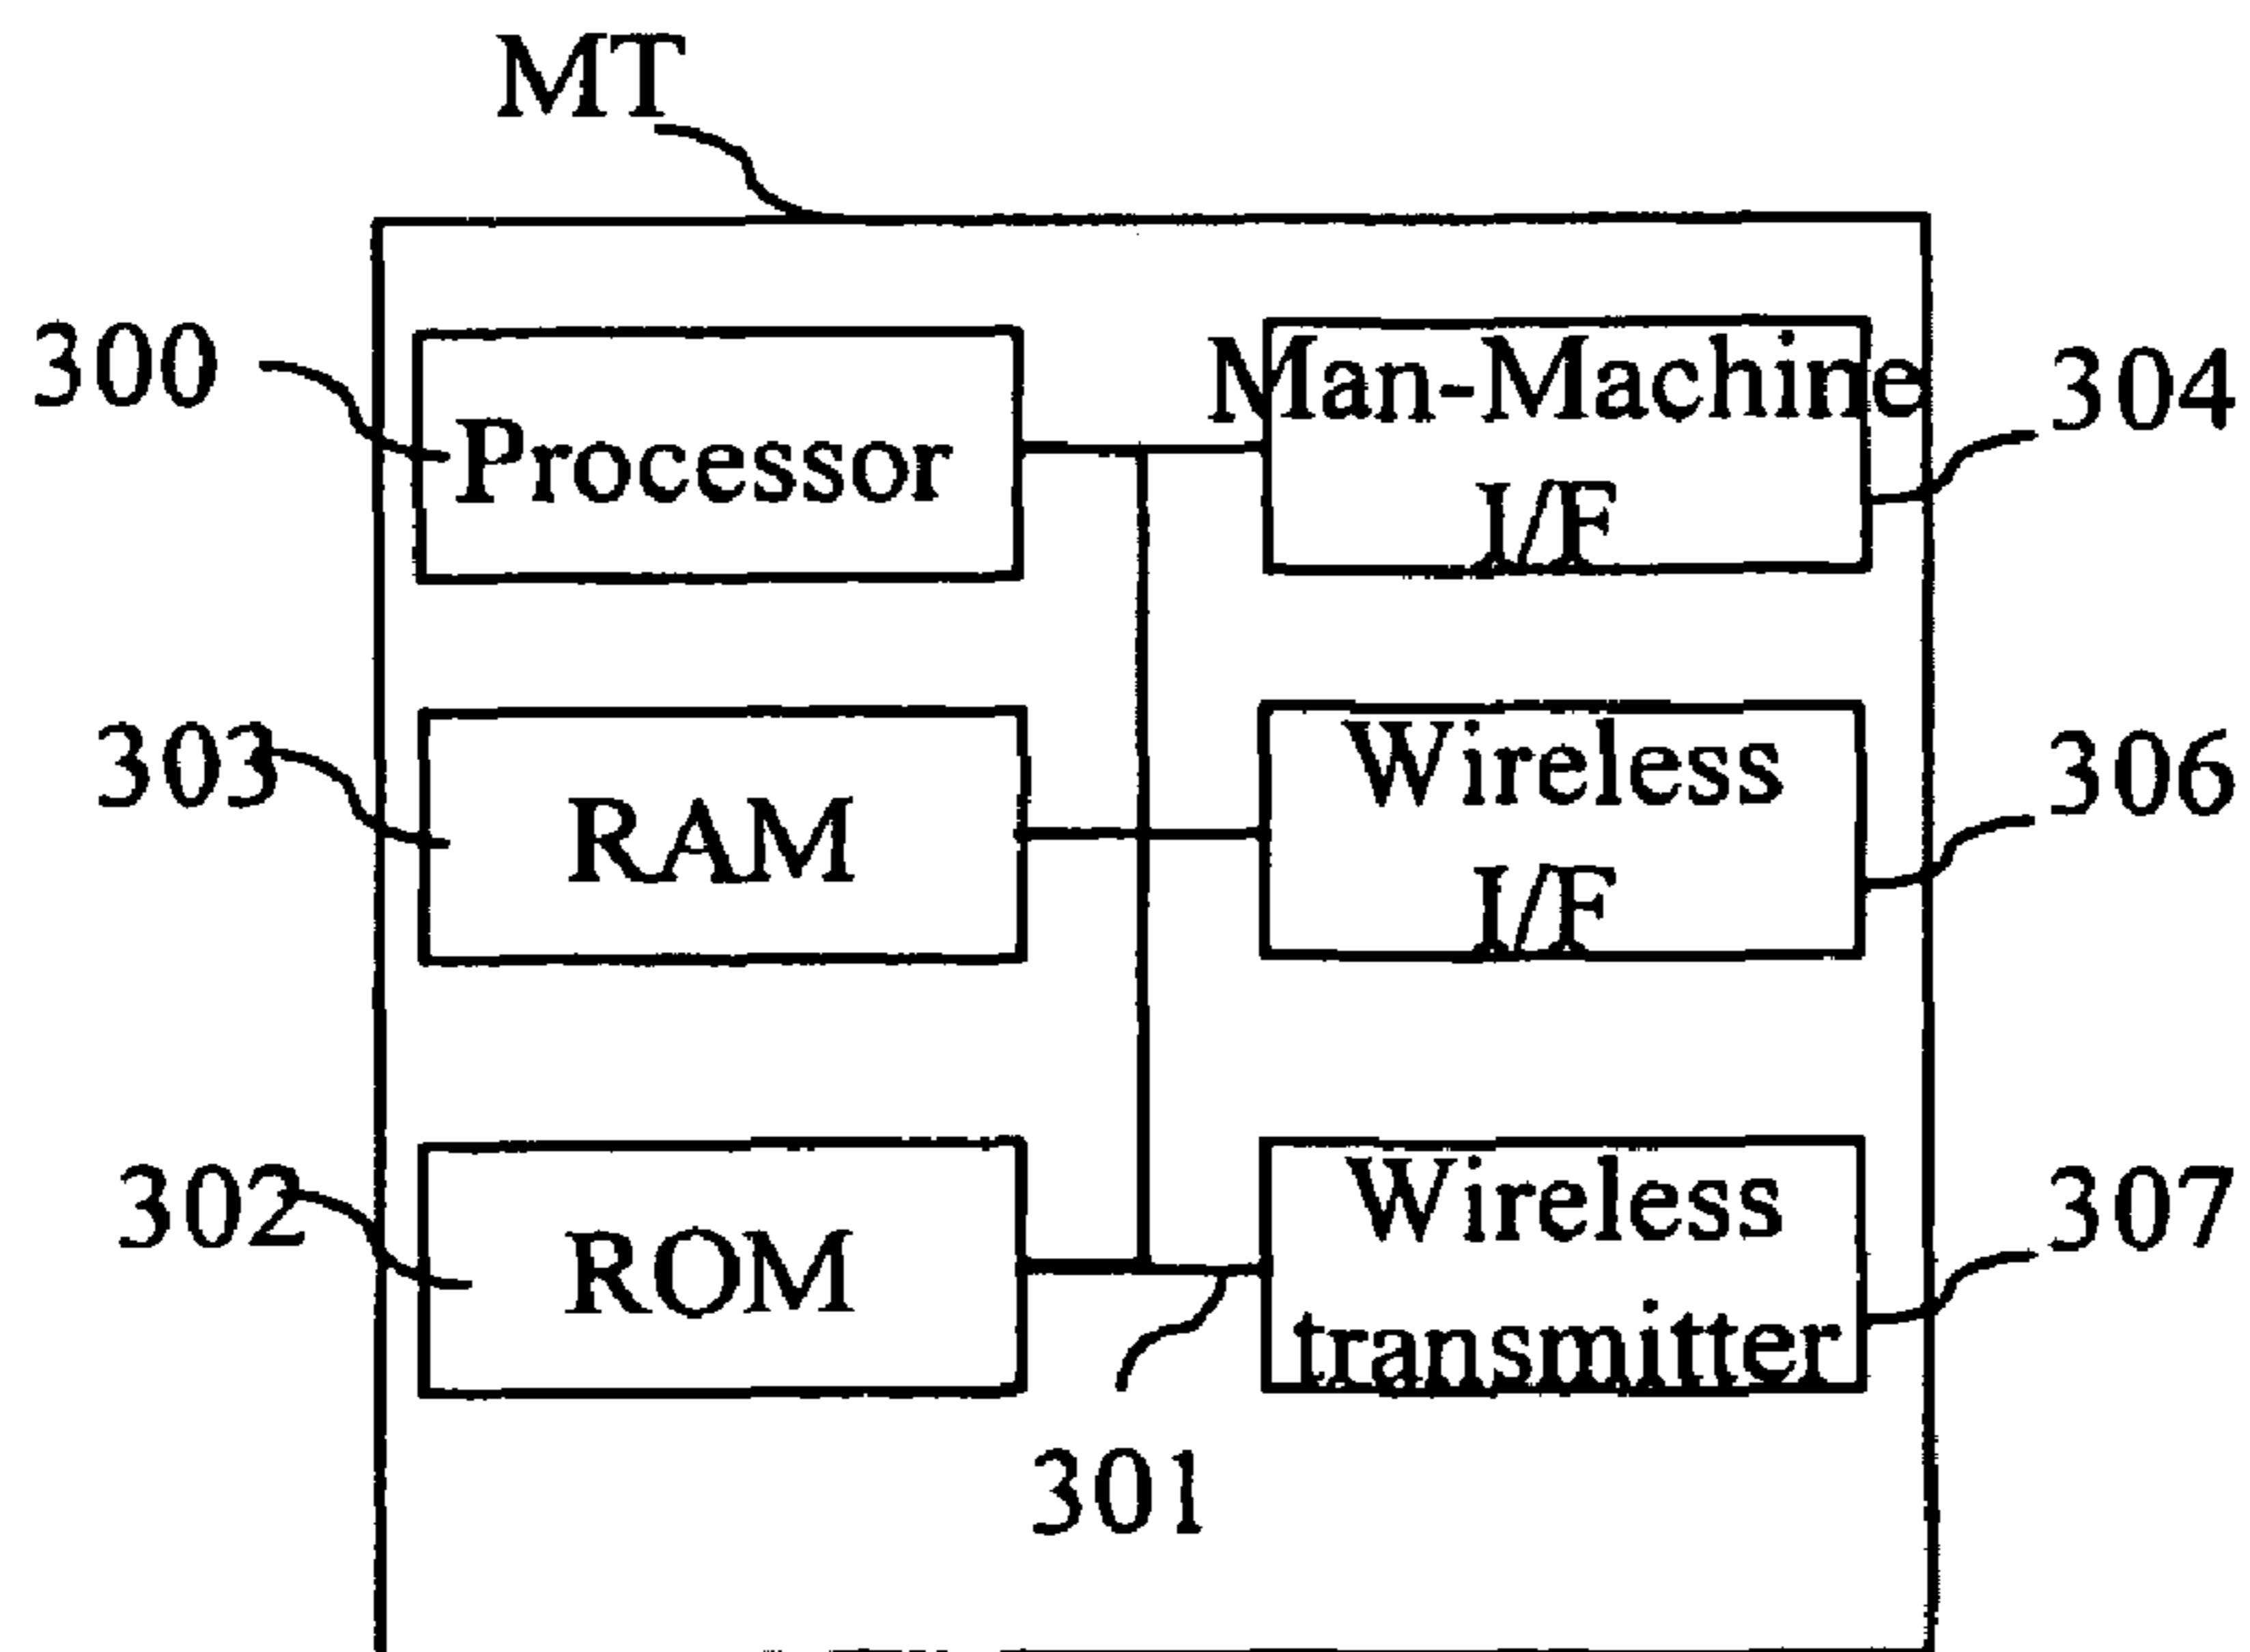 MT
300
Processor
Man-Machine
I/F
304
303
RAM
Wireless
I/F
306
302
ROM
Wireless
transmitter
307
301